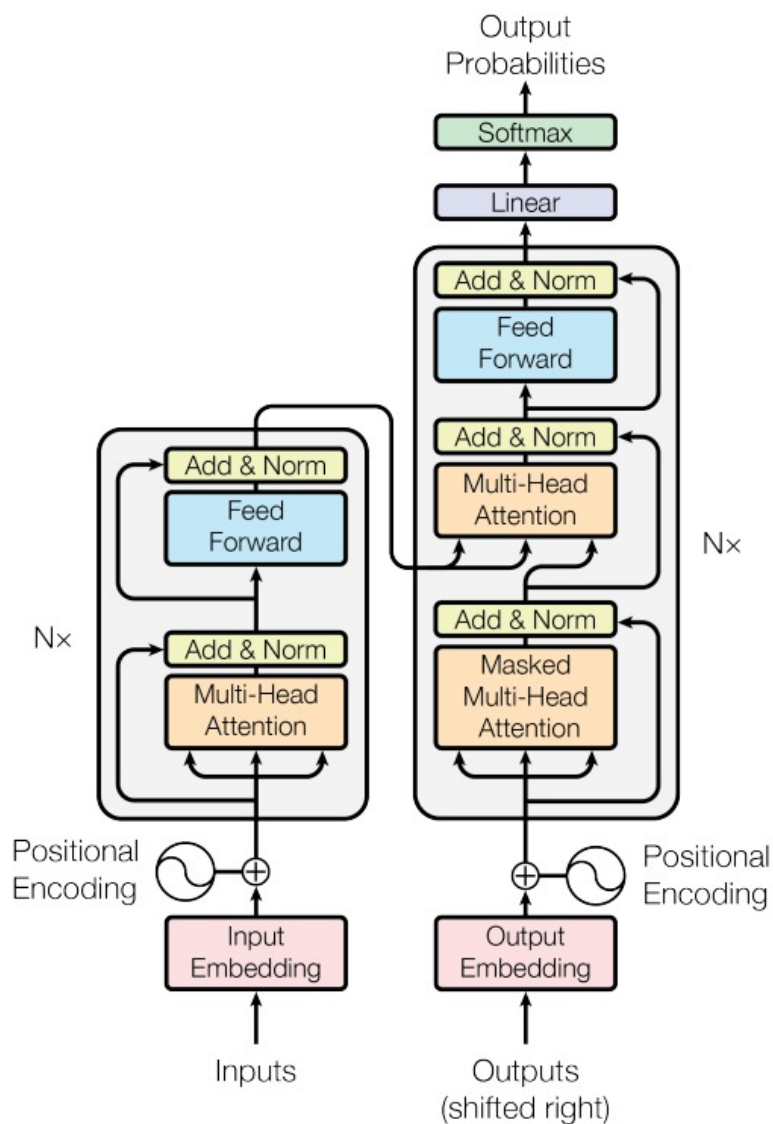 Output
Probabilities
Softmax
Linear
Add & Norm
Feed
Forward
Add & Norm
Multi-Head
Attention
Add & Norm
Masked
Multi-Head
Attention
N×
Add & Norm
Feed
Forward
Add & Norm
Multi-Head
Attention
N×
Positional
Encoding
Positional
Encoding
Input
Embedding
Output
Embedding
Inputs
Outputs
(shifted right)